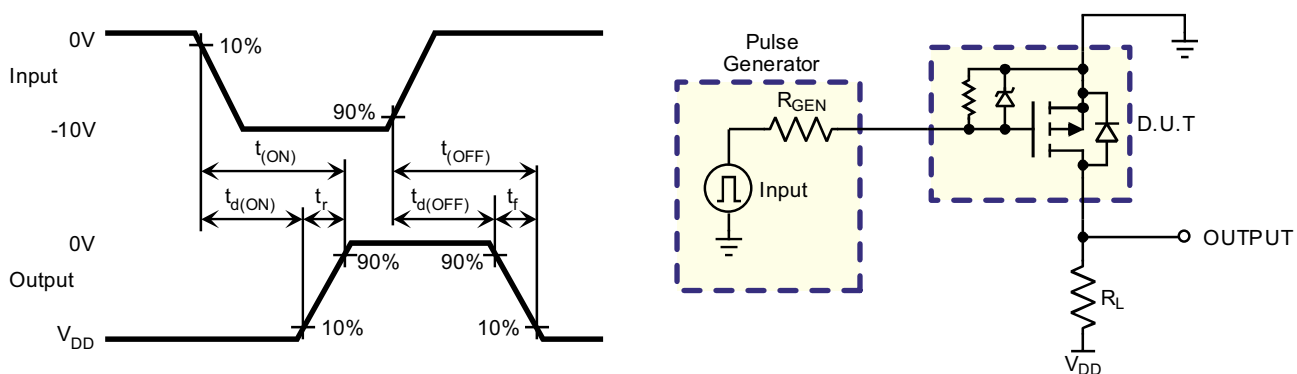 0V
10%
Input
90%
-10V
t(ON)
t(OFF)
td(ON)
tr
td(OFF)
tf
0V
90%
90%
Output
10%
10%
VDD
Pulse
Generator
RGEN
Input
D.U.T
OUTPUT
RL
VDD